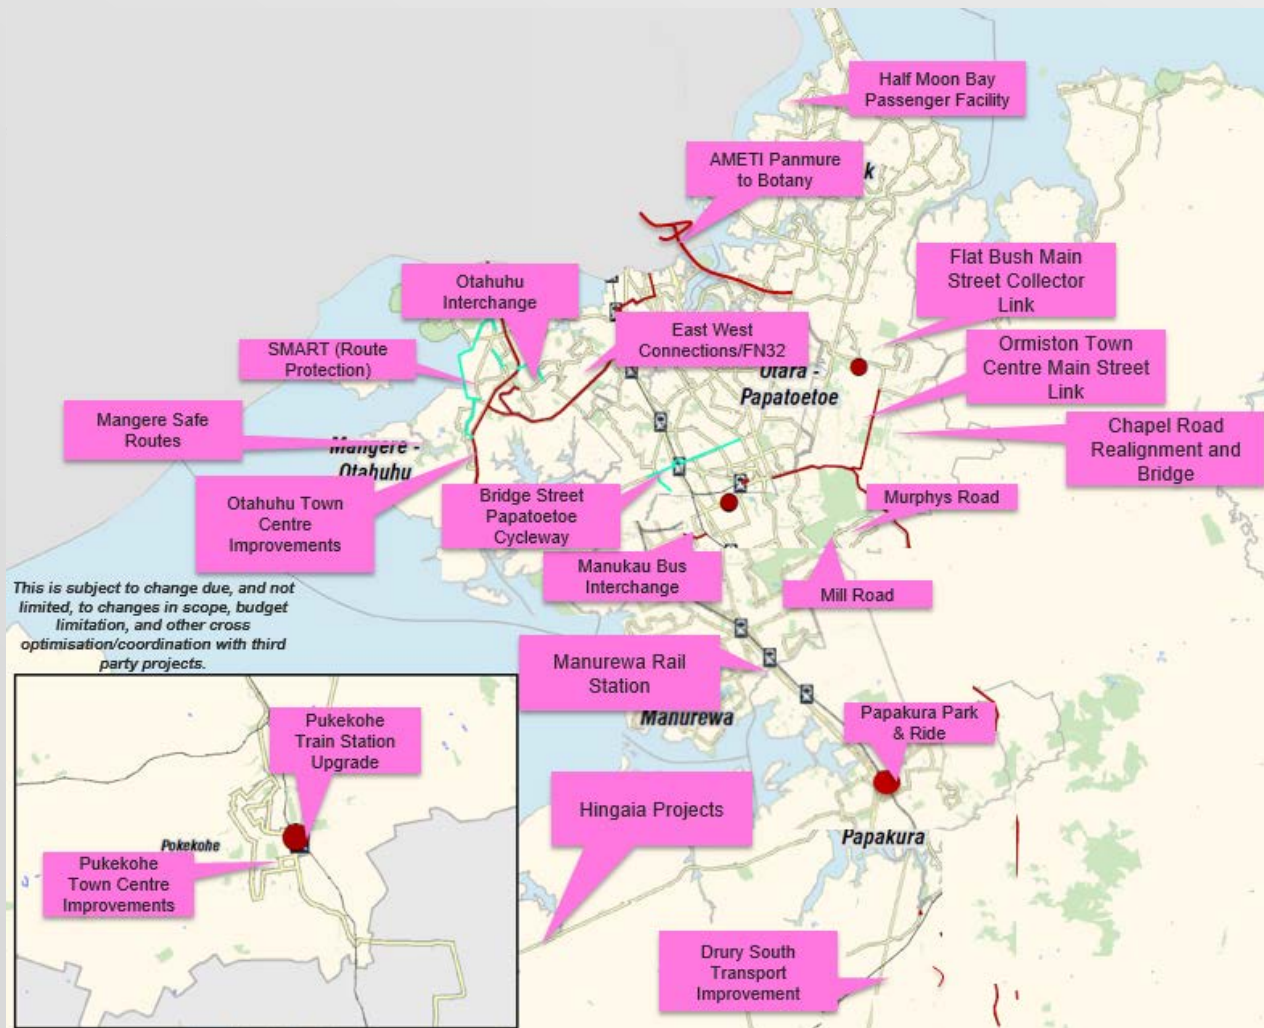 Half Moon Bay
Passenger Facility
AMETI Panmure
to Botany
k
Flat Bush Main
Street Collector
Link
Otahuhu
Interchange
East West
Connections/FN32
SMART (Route
Protection)
Ormiston Town
Centre Main Street
Link
Otara -
Papatoetoe
Mangere Safe
Routes
Mangere -
Otahuhu
Chapel Road
Realignment and
Bridge
Otahuhu Town
Centre
Improvements
Bridge Street
Papatoetoe
Cycleway
Murphys Road
Manukau Bus
Interchange
Mill Road
This is subject to change due, and not
limited, to changes in scope, budget
limitation, and other cross
optimisation/coordination with third
party projects.
Manurewa Rail
Station
Manurewa
Papakura Park
& Ride
Pukekohe
Train Station
Upgrade
Hingaia Projects
Papakura
Pokekohe
Pukekohe
Town Centre
Improvements
Drury South
Transport
Improvement